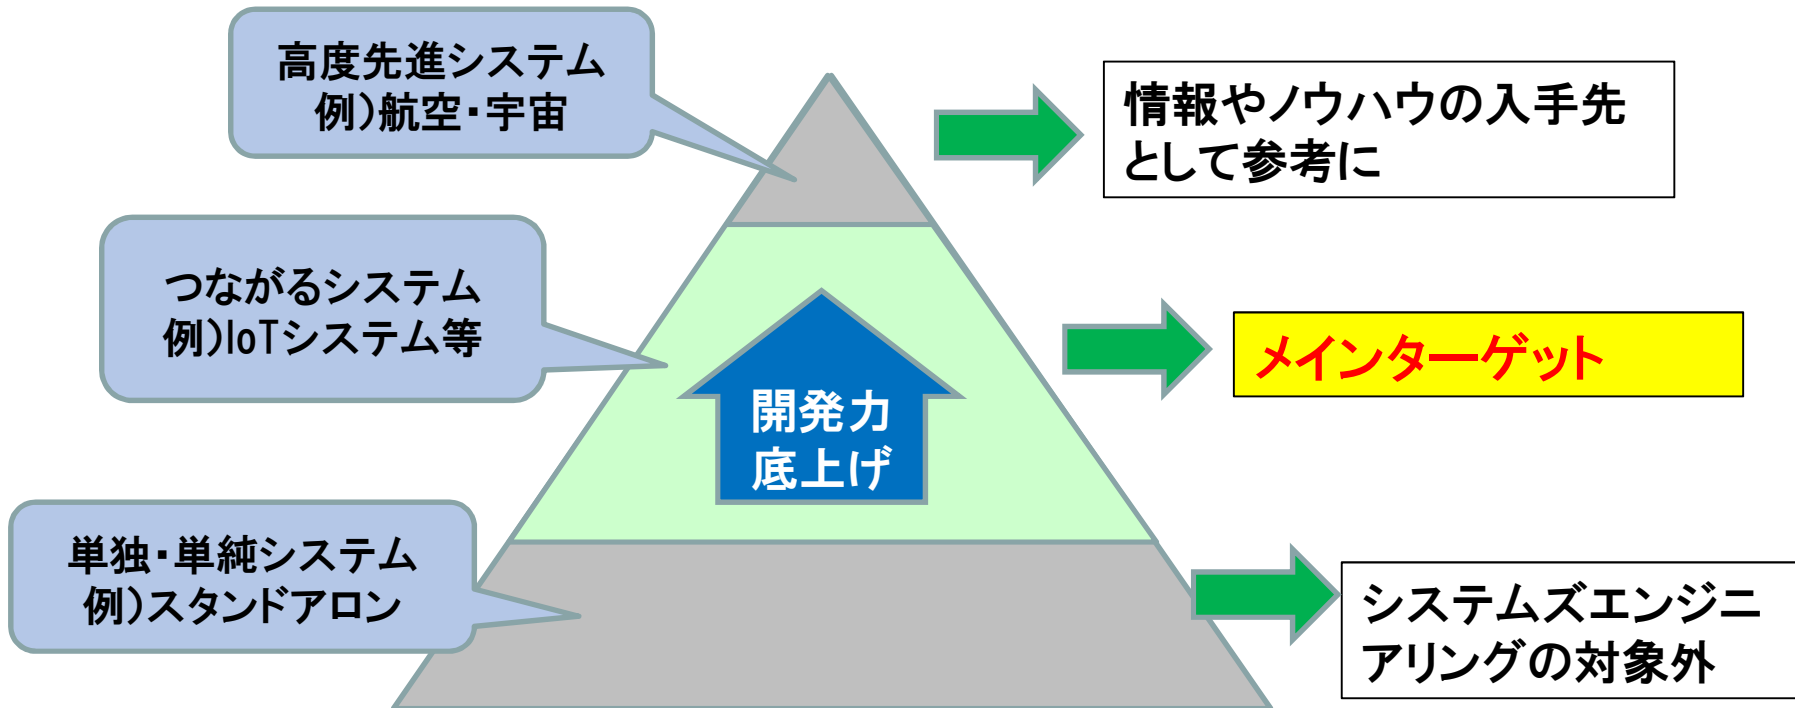 高度先進システム
例）航空・宇宙
情報やノウハウの入手先
として参考に
つながるシステム
例）IoTシステム等
メインターゲット
開発力
底上げ
単独・単純システム
例）スタンドアロン
システムズエンジニ
アリングの対象外